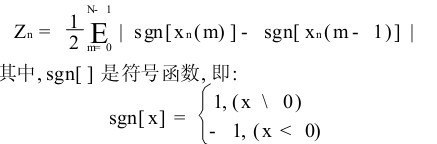 Zn = 1/2 E m=0 N-1 | sgn[xn(m)] - sgn[xn(m - 1)] |
其中,sgn[ ] 是符号函数,即:
sgn[x] = { 1,(x \ 0)
- 1,(x < 0)